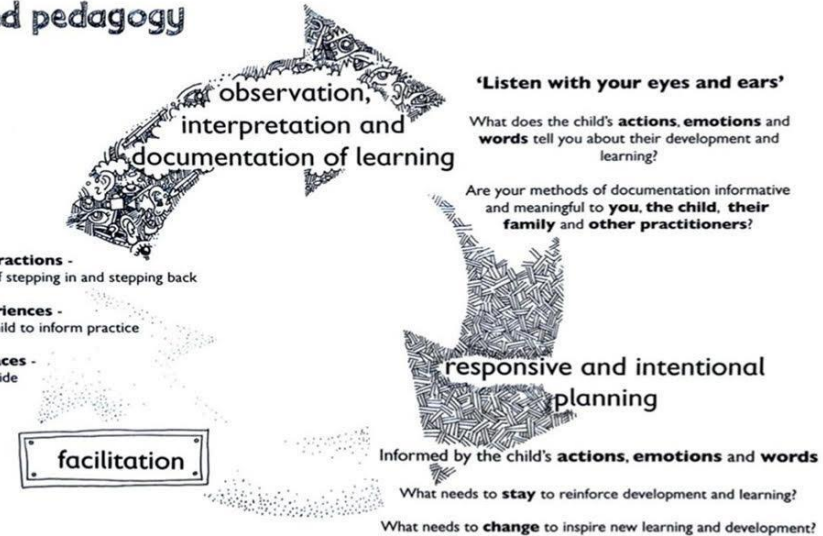 d pedagogy
observation,
interpretation and
documentation of learning
‘Listen with your eyes and ears’
What does the child’s actions, emotions and
words tell you about their development and
learning?
Are your methods of documentation informative
and meaningful to you, the child, their
family and other practitioners?
ractions -
f stepping in and stepping back
riences -
ild to inform practice
ces -
ide
facilitation
responsive and intentional
planning
Informed by the child’s actions, emotions and words
What needs to stay to reinforce development and learning?
What needs to change to inspire new learning and development?